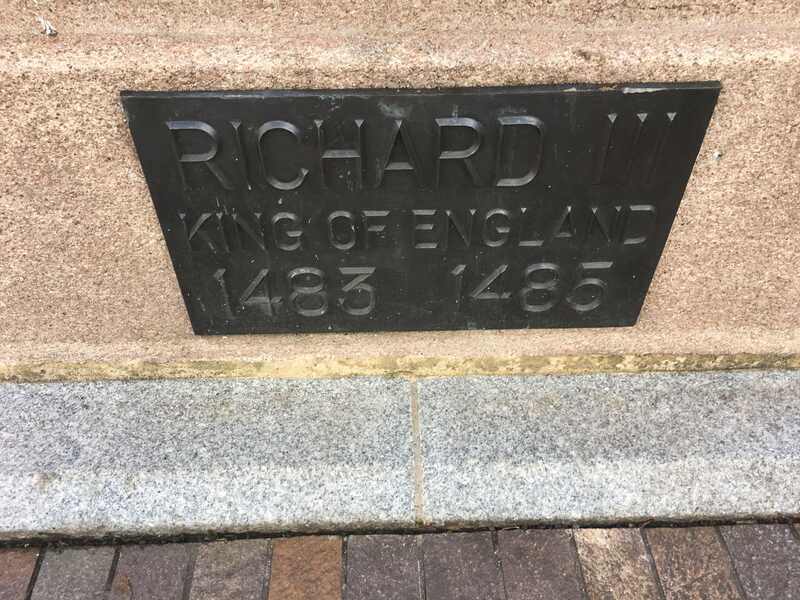 RICHARD III
KING OF ENGLAND
1483 1485